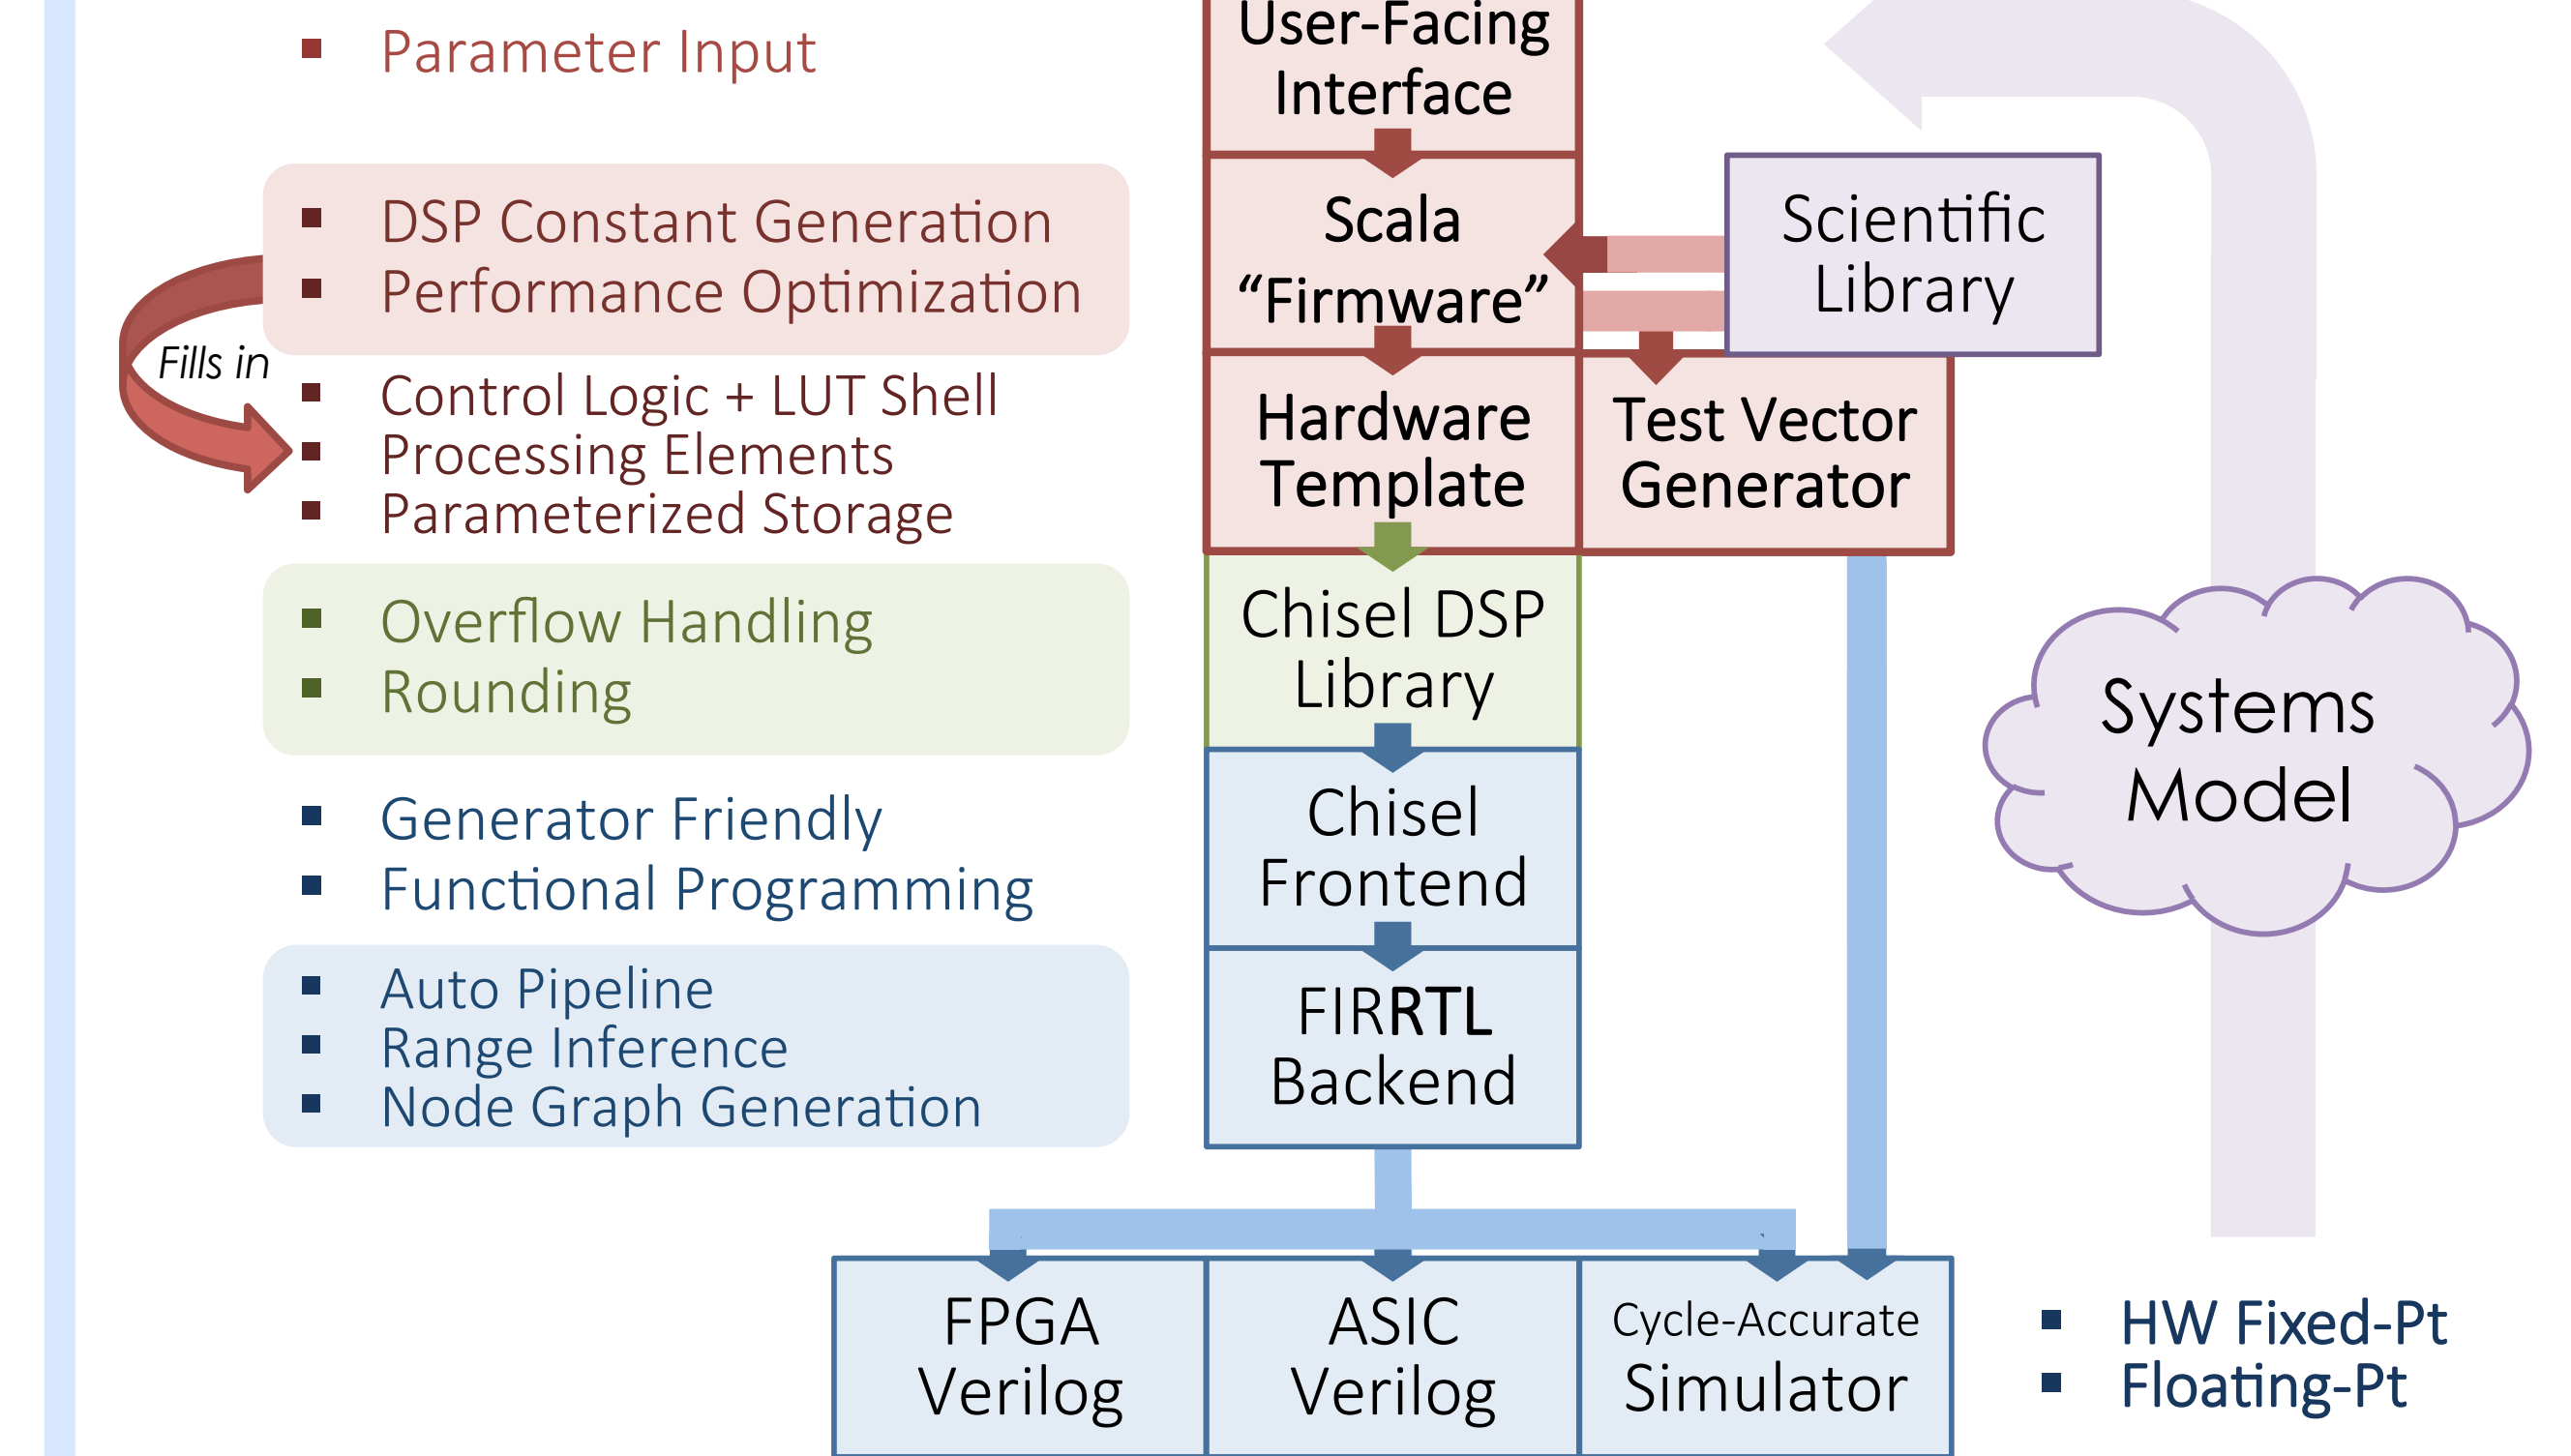 Parameter Input
DSP Constant Generation
Performance Optimization
Fills in
Control Logic + LUT Shell
Processing Elements
Parameterized Storage
Overflow Handling
Rounding
Generator Friendly
Functional Programming
Auto Pipeline
Range Inference
Node Graph Generation
User-Facing
Interface
Scala
“Firmware”
Scientific
Library
Hardware
Template
Test Vector
Generator
Chisel DSP
Library
Chisel
Frontend
FIRRTL
Backend
Systems
Model
FPGA
Verilog
ASIC
Verilog
Cycle-Accurate
Simulator
HW Fixed-Pt
Floating-Pt